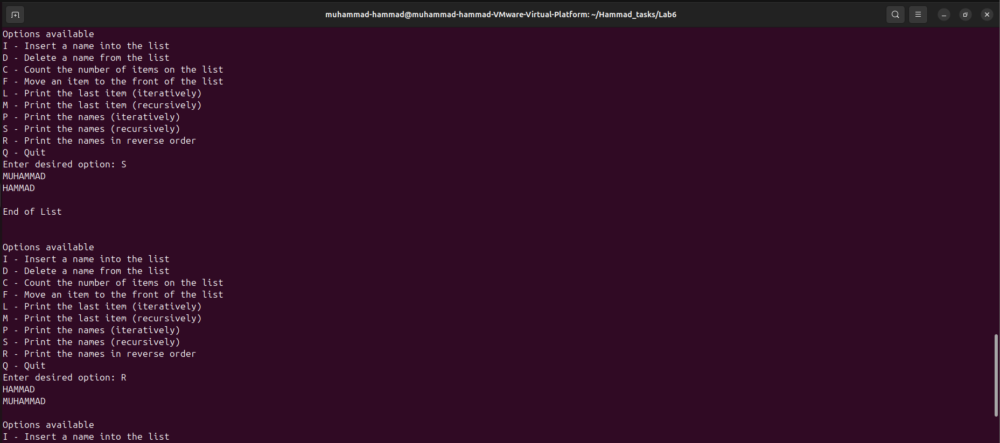 muhammad-hammad@muhammad-hammad-VMware-Virtual-Platform: ~/Hammad_tasks/Lab6
Options available
I - Insert a name into the list
D - Delete a name from the list
C - Count the number of items on the list
F - Move an item to the front of the list
L - Print the last item (iteratively)
M - Print the last item (recursively)
P - Print the names (iteratively)
S - Print the names (recursively)
R - Print the names in reverse order
Q - Quit
Enter desired option: S
MUHAMMAD
HAMMAD
End of List
Options available
I - Insert a name into the list
D - Delete a name from the list
C - Count the number of items on the list
F - Move an item to the front of the list
L - Print the last item (iteratively)
M - Print the last item (recursively)
P - Print the names (iteratively)
S - Print the names (recursively)
R - Print the names in reverse order
Q - Quit
Enter desired option: R
HAMMAD
MUHAMMAD
Options available
I - Insert a name into the list